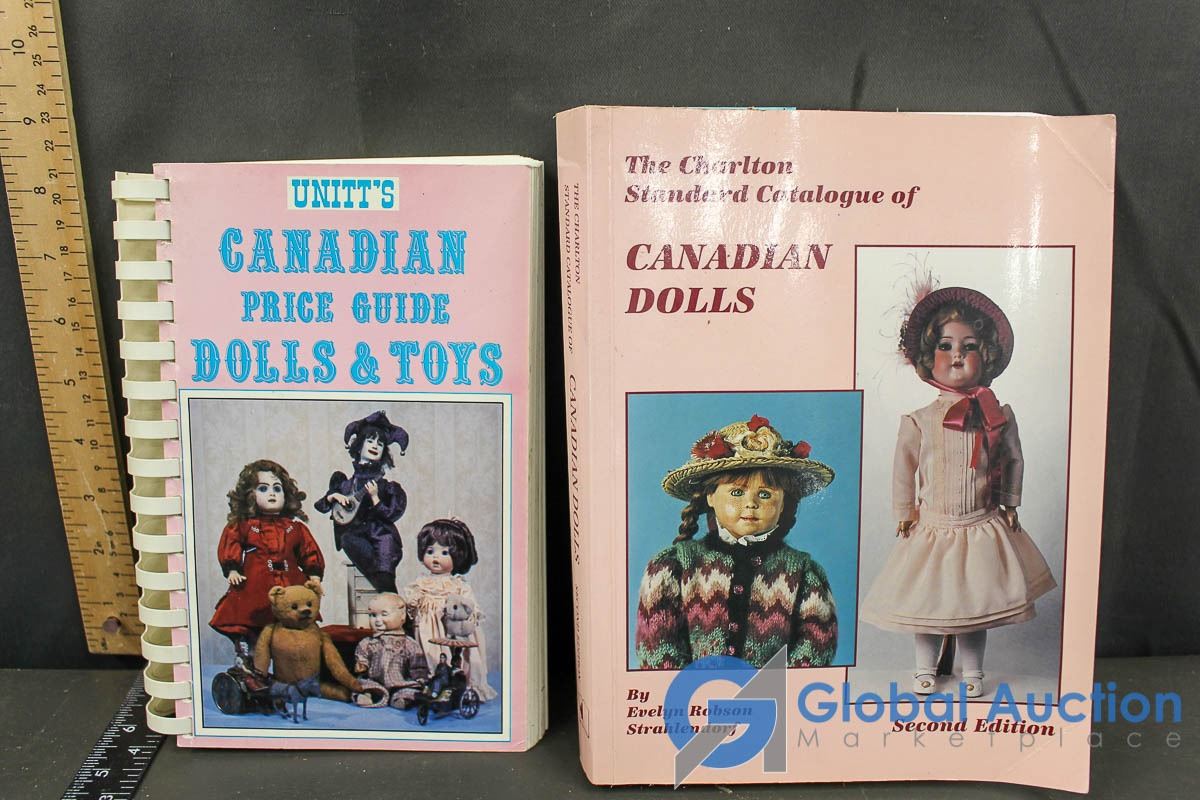 UNITT'S
CANADIAN
PRICE GUIDE
DOLLS & TOYS
The Charlton
Standard Catalogue of
CANADIAN
DOLLS
By
Evelyn Robson
Strahlendorf
Second Edition
THE CHARLTON
STANDARD CATALOGUE OF
CANADIAN DOLLS
Global Auction
Marketplace